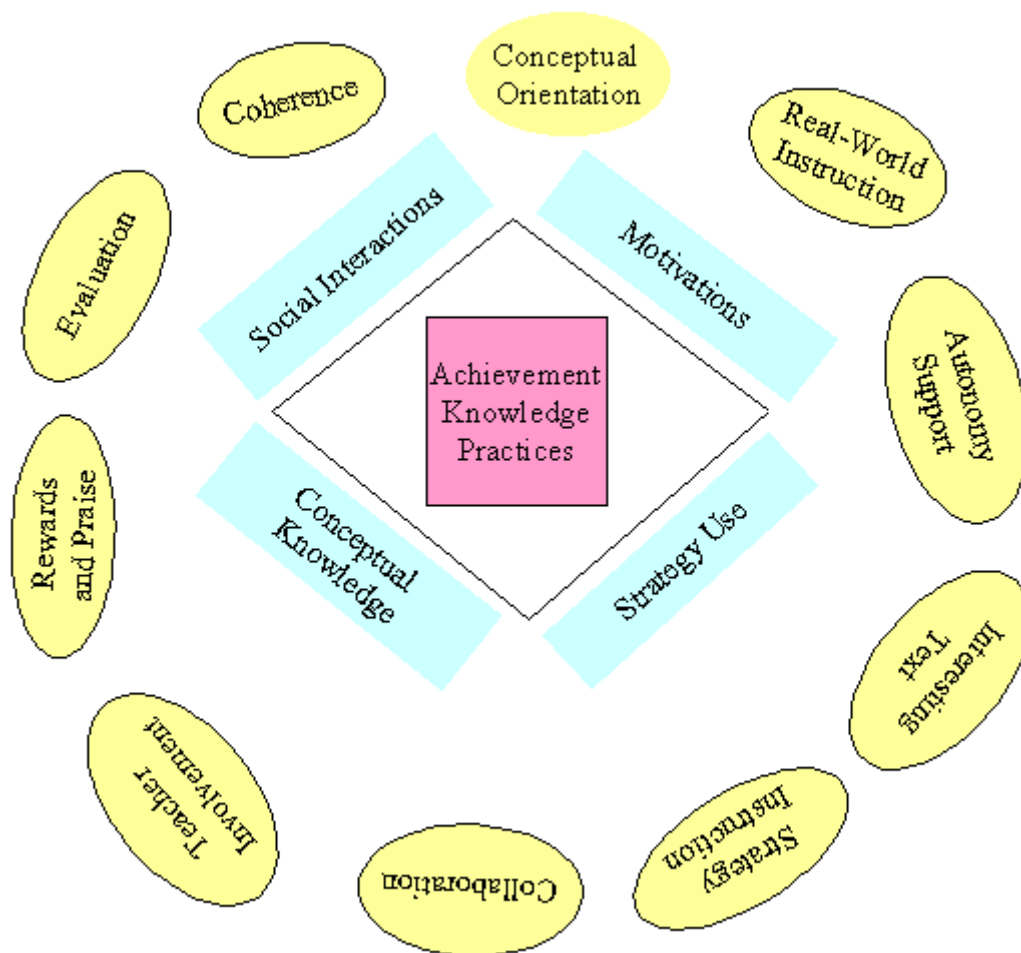 Conceptual
Orientation
Real-World
Instruction
Autonomy
Support
Interesting
Text
Strategy
Instruction
Collaboration
Teacher
Involvement
Rewards
and Praise
Evaluation
Coherence
Social Interactions
Motivations
Strategy Use
Conceptual
Knowledge
Achievement
Knowledge
Practices